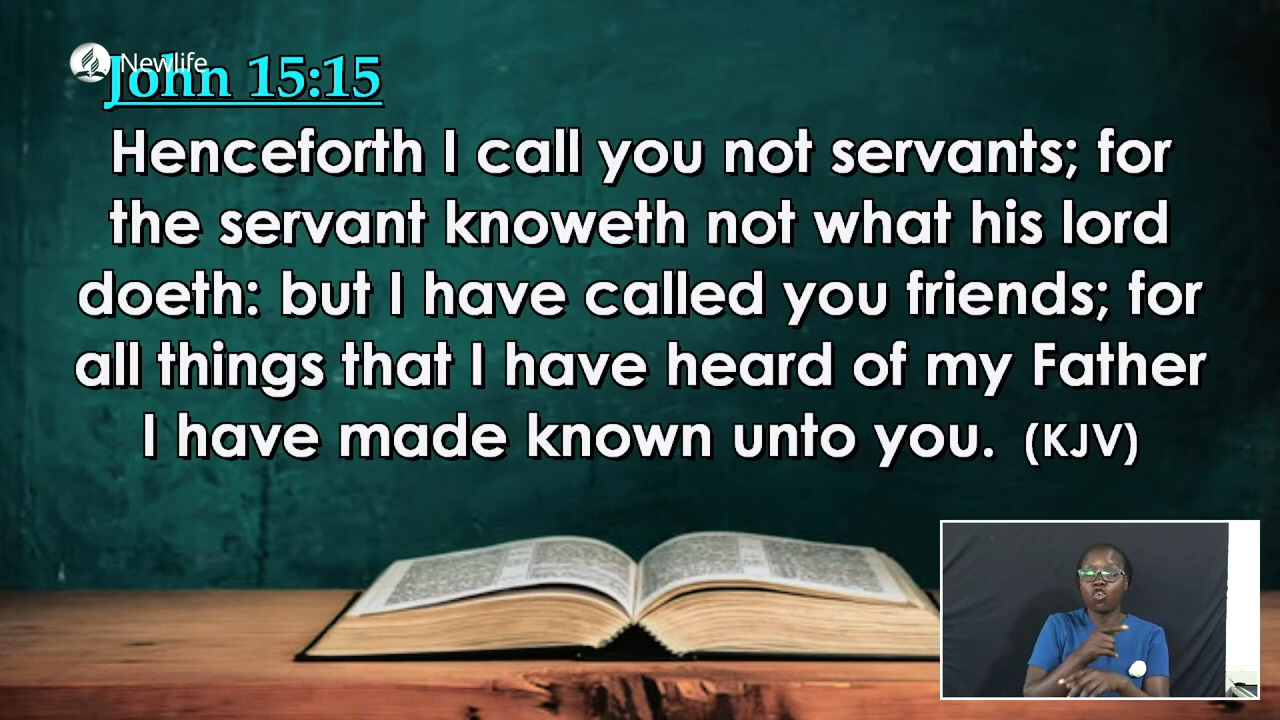 Newlife
John 15:15
Henceforth I call you not servants; for
the servant knoweth not what his lord
doeth: but I have called you friends; for
all things that I have heard of my Father
I have made known unto you. (KJV)